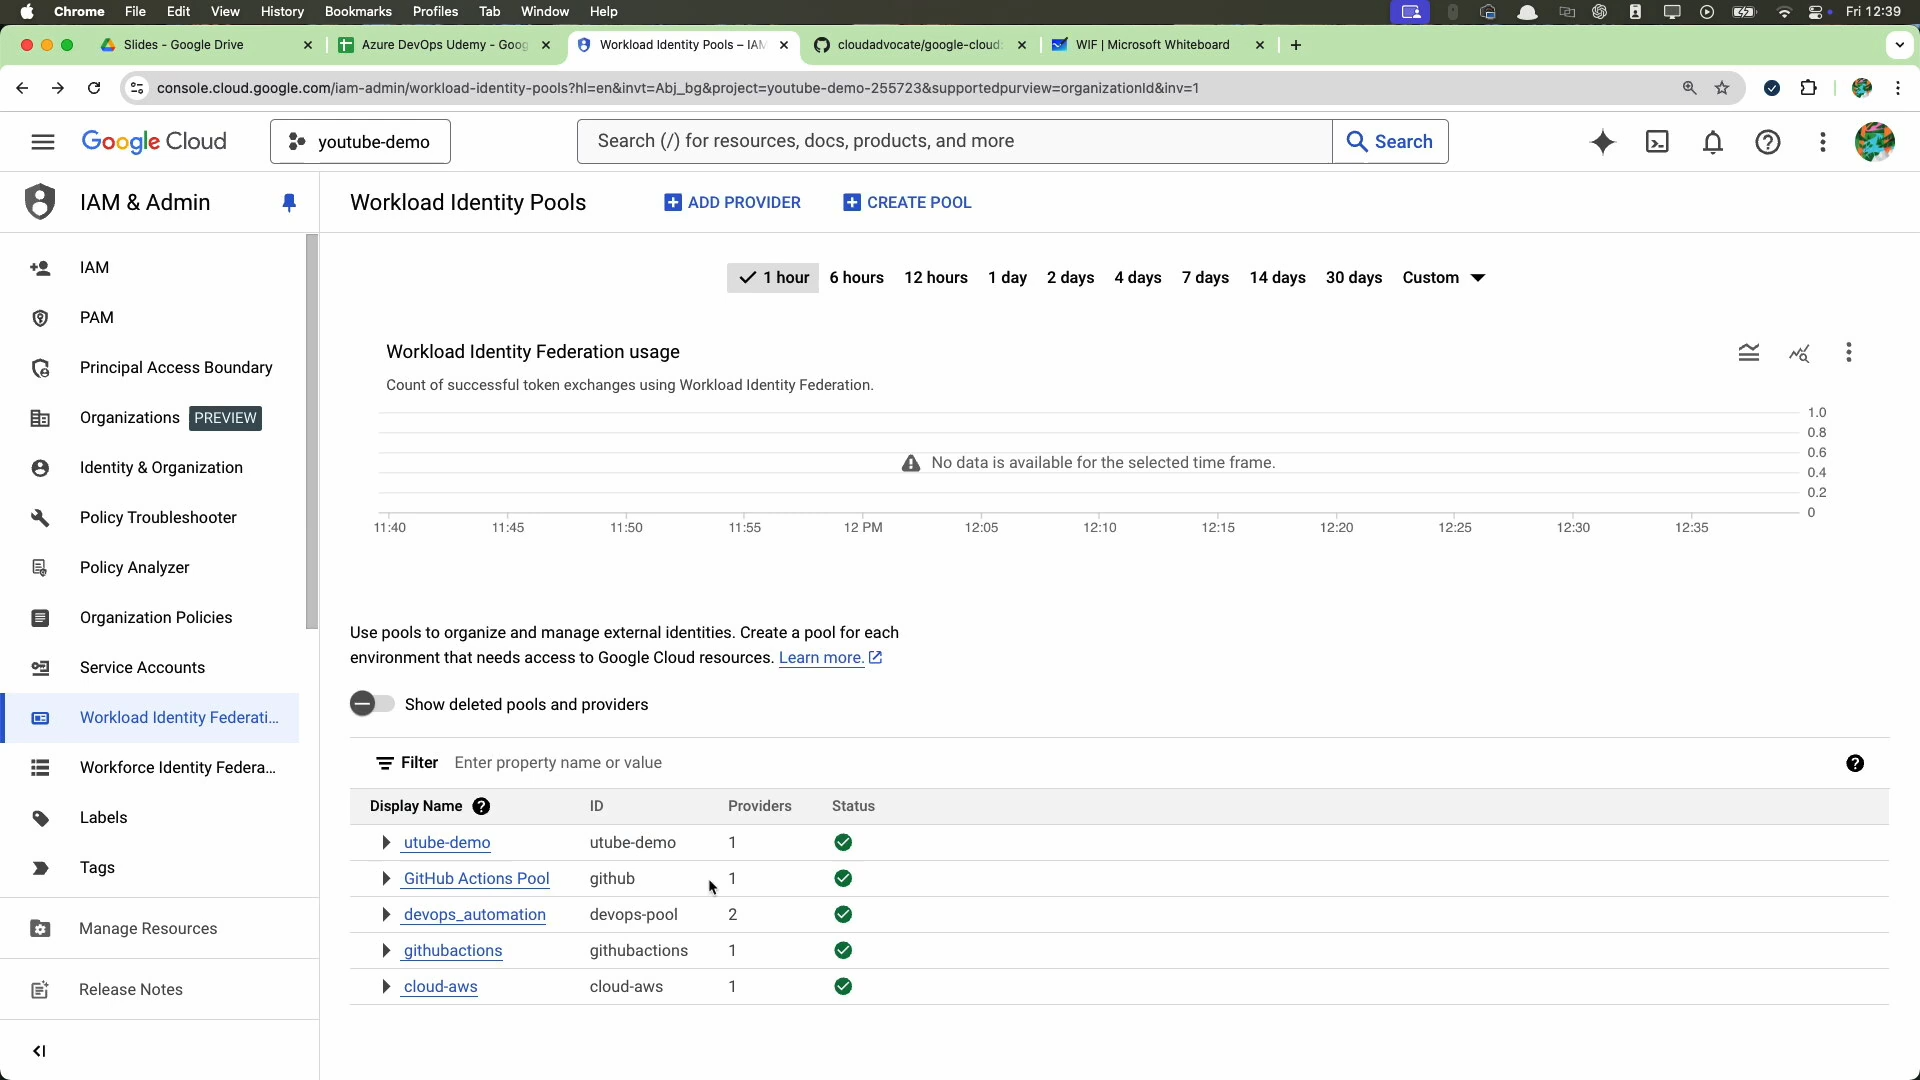 Chrome File Edit View History Bookmarks Profiles Tab Window Help Fri 12:39
Slides - Google Drive Azure DevOps Udemy - Goog Workload Identity Pools – IAM cloudadvocate/google-cloud- WIF | Microsoft Whiteboard
console.cloud.google.com/iam-admin/workload-identity-pools?hl=en&invt=Abj_bg&project=youtube-demo-255723&supportedpurview=organizationId&inv=1
Google Cloud youtube-demo Search (/) for resources, docs, products, and more Search
IAM & Admin
IAM
PAM
Principal Access Boundary
Organizations PREVIEW
Identity & Organization
Policy Troubleshooter
Policy Analyzer
Organization Policies
Service Accounts
Workload Identity Federati...
Workforce Identity Federa...
Labels
Tags
Manage Resources
Release Notes
Workload Identity Pools ADD PROVIDER CREATE POOL
1 hour 6 hours 12 hours 1 day 2 days 4 days 7 days 14 days 30 days Custom
Workload Identity Federation usage
Count of successful token exchanges using Workload Identity Federation.
1.0
0.8
No data is available for the selected time frame. 0.6
0.4
0.2
0
11:40 11:45 11:50 11:55 12 PM 12:05 12:10 12:15 12:20 12:25 12:30 12:35
Use pools to organize and manage external identities. Create a pool for each
environment that needs access to Google Cloud resources. Learn more.
Show deleted pools and providers
Filter Enter property name or value
Display Name ID Providers Status
utube-demo utube-demo 1
GitHub Actions Pool github 1
devops_automation devops-pool 2
githubactions githubactions 1
cloud-aws cloud-aws 1